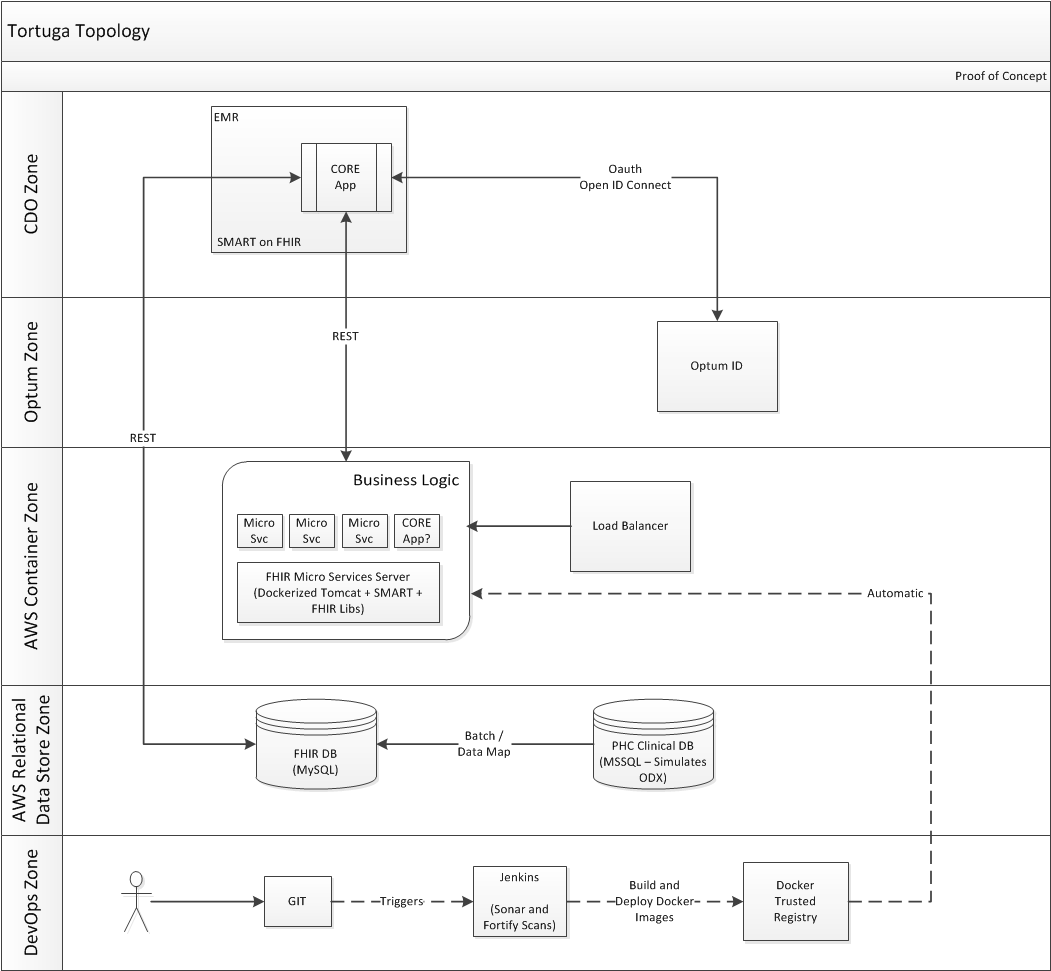 Tortuga Topology
Proof of Concept
CDO Zone
EMR
CORE
App
SMART on FHIR
Oauth
Open ID Connect
Optum Zone
REST
Optum ID
REST
AWS Container Zone
Business Logic
Micro
Svc
Micro
Svc
Micro
Svc
CORE
App?
FHIR Micro Services Server
(Dockerized Tomcat + SMART +
FHIR Libs)
Load Balancer
Automatic
AWS Relational
Data Store Zone
FHIR DB
(MySQL)
Batch /
Data Map
PHC Clinical DB
(MSSQL – Simulates
ODX)
DevOps Zone
GIT
Triggers
Jenkins
(Sonar and
Fortify Scans)
Build and
Deploy Docker
Images
Docker
Trusted
Registry